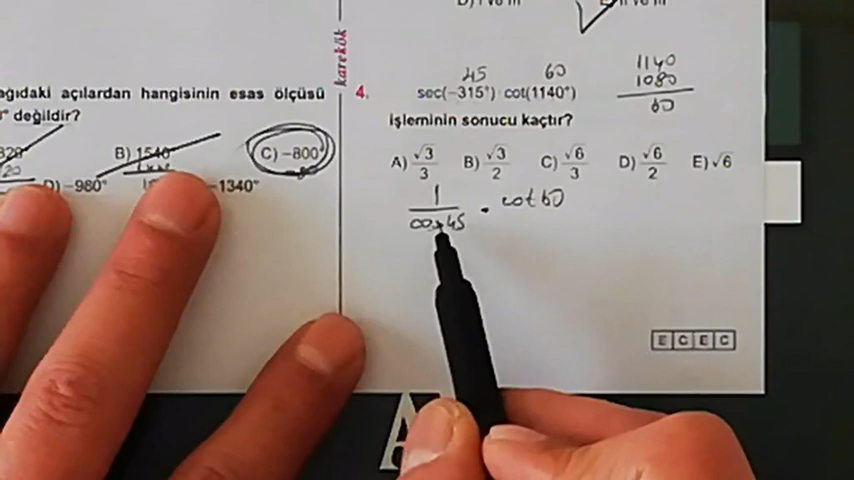 ağıdaki açılardan hangisinin esas ölçüsü
° değildir?
B) 1540°
C) –800°
D) –980°
–1340°
karekök
45 60
4. sec(–315°) cot(1140°)
1140
1080
60
işleminin sonucu kaçtır?
A) √3/3 B) √3/2 C) √6/3 D) √6/2 E) √6
1/cos45 . cot60
E C E C